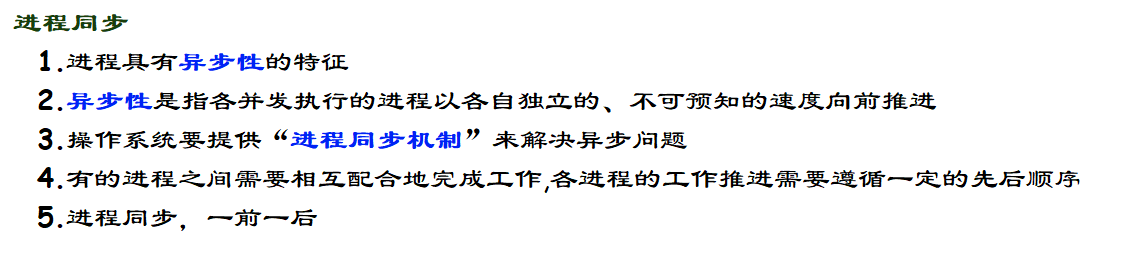 进程同步
1.进程具有异步性的特征
2.异步性是指各并发执行的进程以各自独立的、不可预知的速度向前推进
3.操作系统要提供“进程同步机制”来解决异步问题
4.有的进程之间需要相互配合地完成工作,各进程的工作推进需要遵循一定的先后顺序
5.进程同步，一前一后